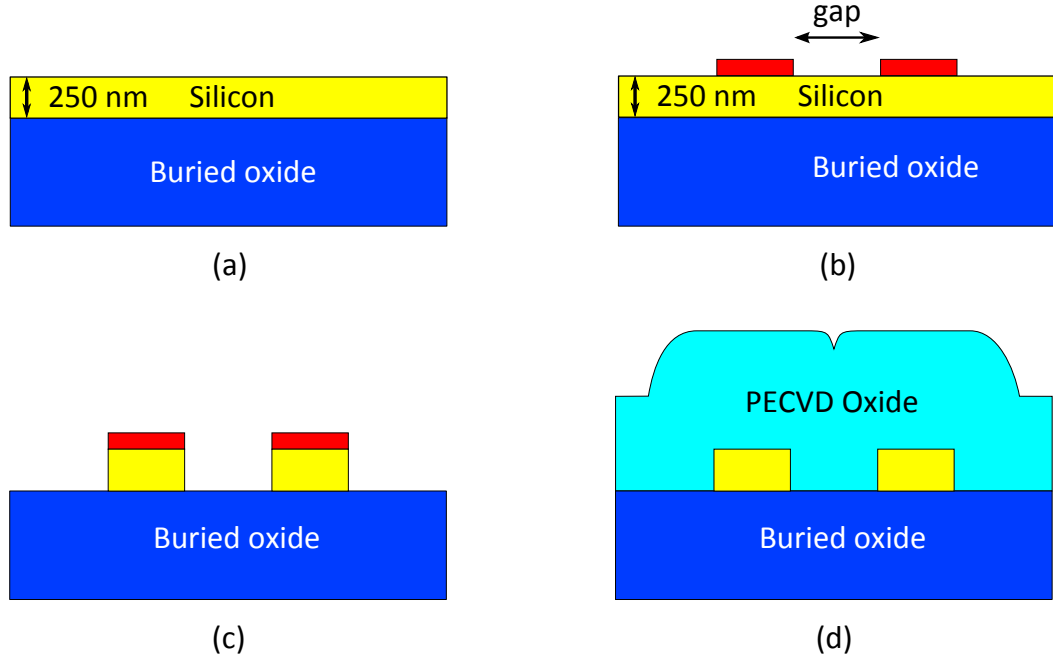 250 nm Silicon
Buried oxide
(a)
gap
250 nm Silicon
Buried oxide
(b)
Buried oxide
(c)
PECVD Oxide
Buried oxide
(d)